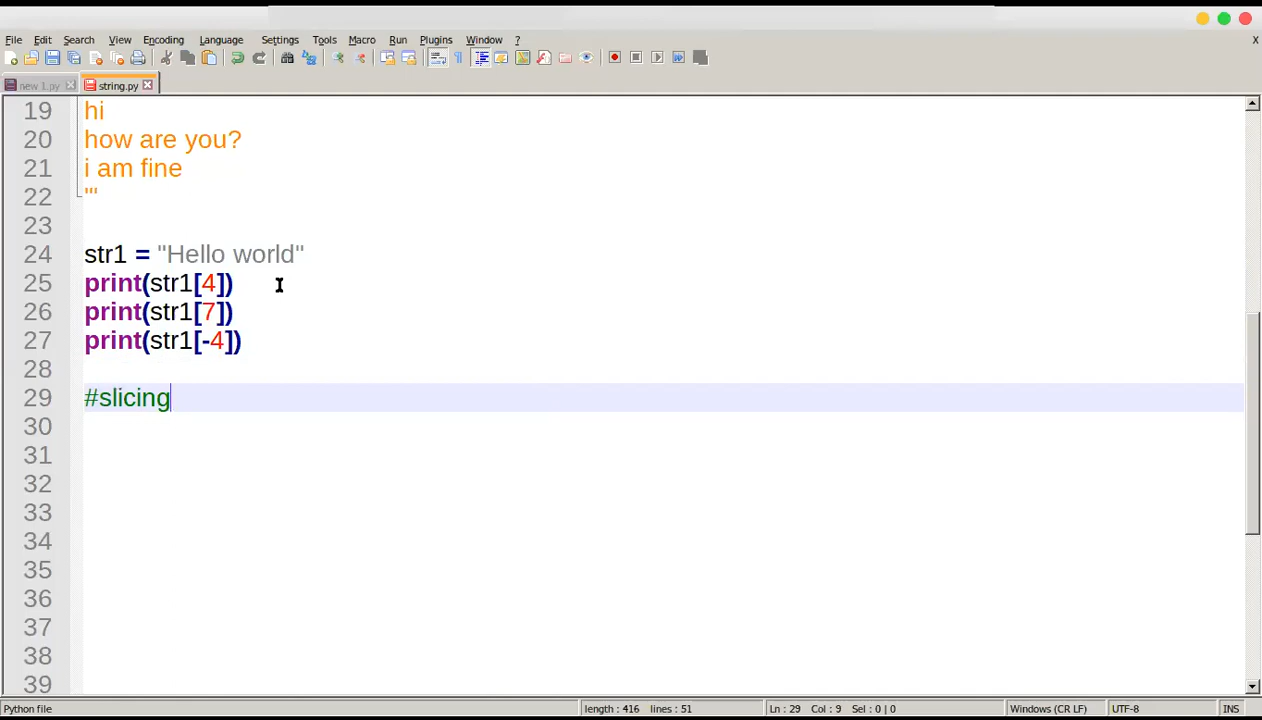 File Edit Search View Encoding Language Settings Tools Macro Run Plugins Window ? X
new 1.py string.py
19 hi
20 how are you?
21 i am fine
22 '''
23
24 str1 = "Hello world"
25 print(str1[4])
26 print(str1[7])
27 print(str1[-4])
28
29 #slicing
30
31
32
33
34
35
36
37
38
39
Python file length : 416 lines : 51 Ln : 29 Col : 9 Sel : 0 | 0 Windows (CR LF) UTF-8 INS